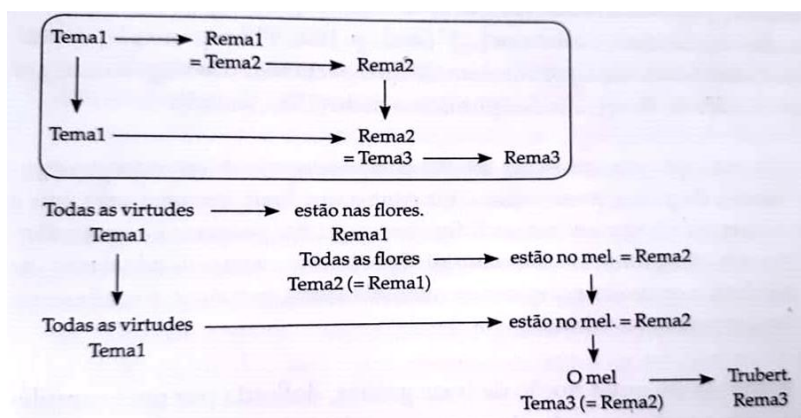 Tema1 Rema1
= Tema2 Rema2
Tema1 Rema2
= Tema3 Rema3
Todas as virtudes estão nas flores.
Tema1 Rema1
Todas as flores estão no mel. = Rema2
Tema2 (= Rema1)
Todas as virtudes estão no mel. = Rema2
Tema1
O mel Trubert.
Tema3 (= Rema2) Rema3